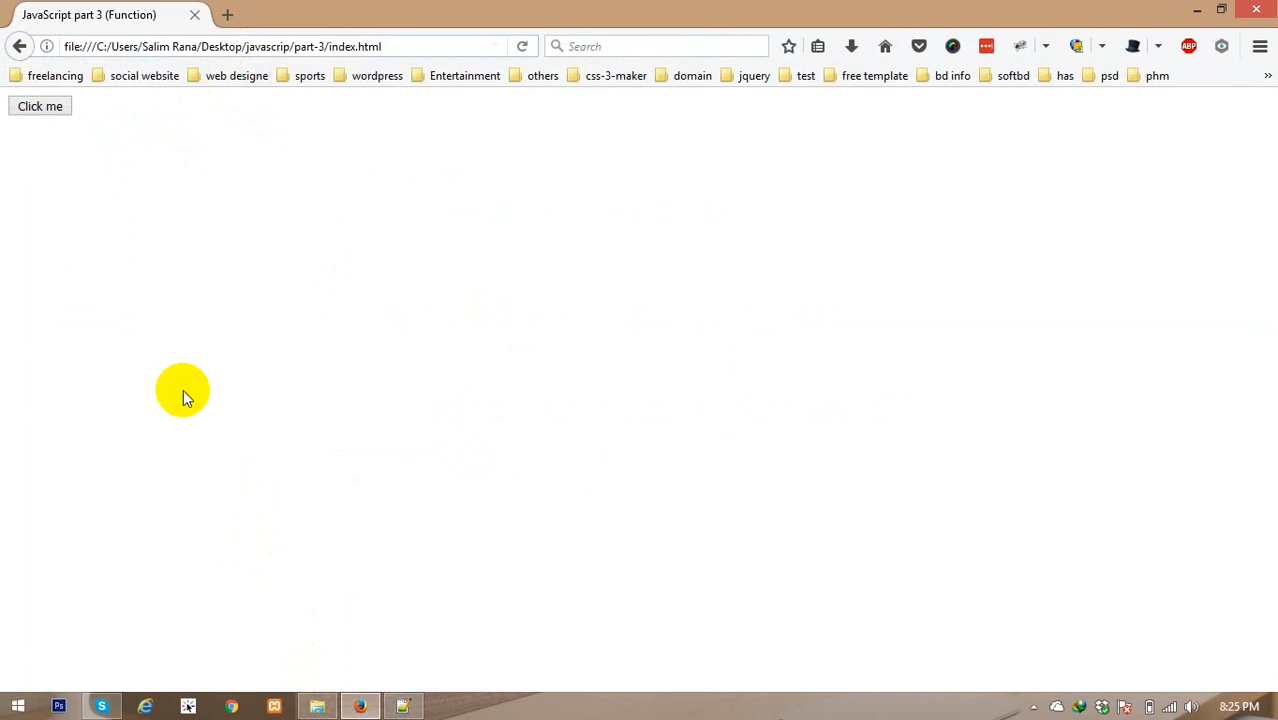 JavaScript part 3 (Function)
file:///C:/Users/Salim Rana/Desktop/javascrip/part-3/index.html
Search
ABP
freelancing social website web designe sports wordpress Entertainment others css-3-maker domain jquery test free template bd info softbd has psd phm
Click me
Ps
8:25 PM